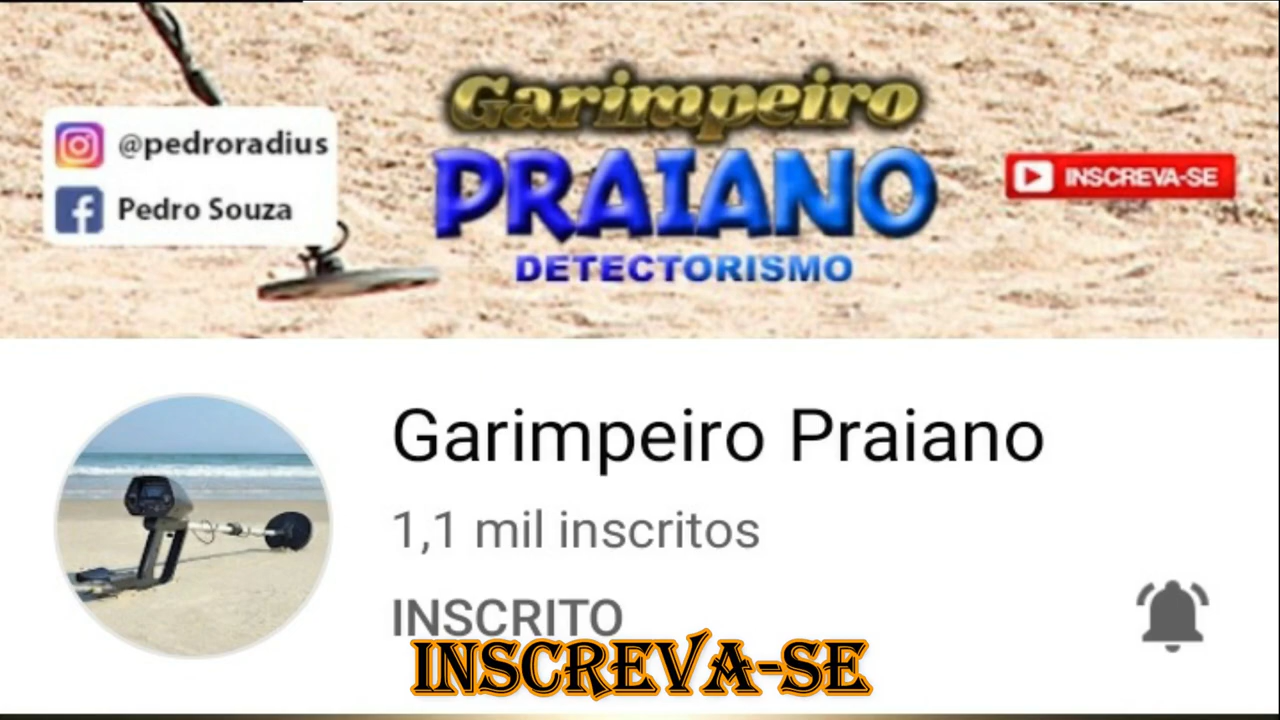 @pedroradius
Pedro Souza
Garimpeiro
PRAIANO
DETECTORISMO
INSCREVA-SE
Garimpeiro Praiano
1,1 mil inscritos
INSCRITO
INSCREVA-SE